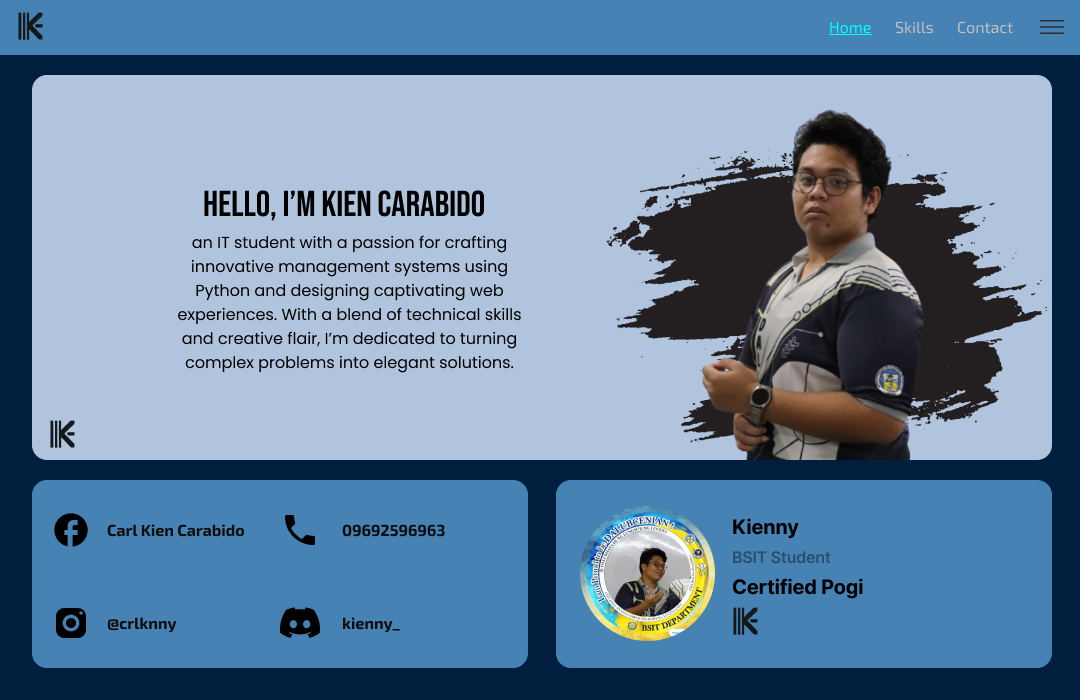 Home Skills Contact
HELLO, I'M KIEN CARABIDO
an IT student with a passion for crafting
innovative management systems using
Python and designing captivating web
experiences. With a blend of technical skills
and creative flair, I'm dedicated to turning
complex problems into elegant solutions.
K
Carl Kien Carabido
09692596963
@crlknny
kienny_
DALUBCENIAN!
BSIT DEPARTMENT
Kienny
BSIT Student
Certified Pogi